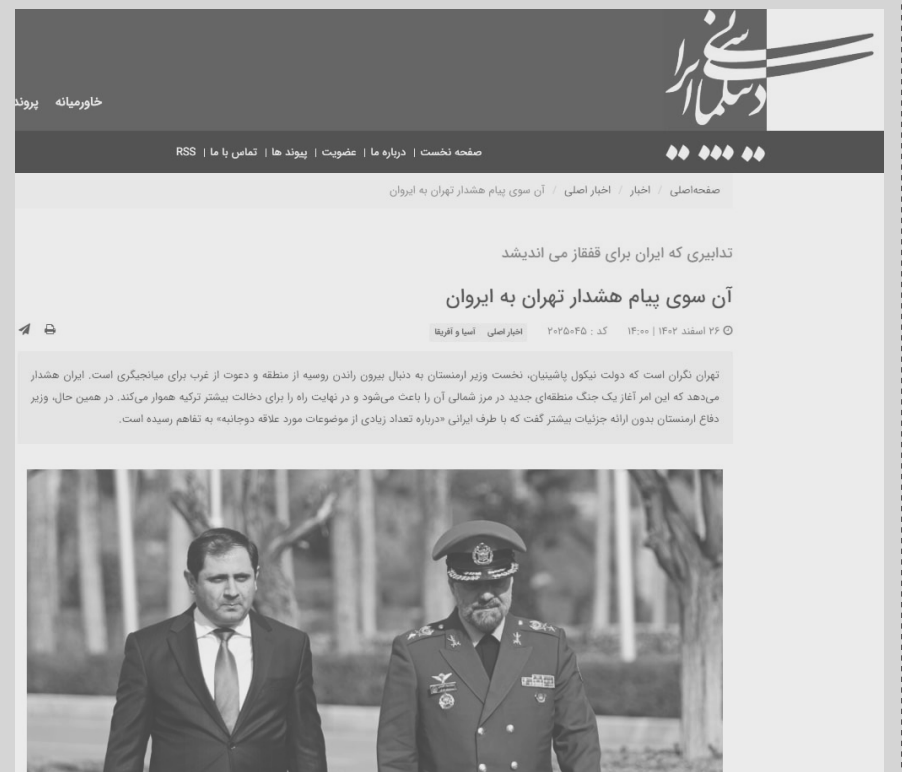 دیپلماسی ایرانی
خاورمیانه پروند
صفحه نخست | درباره ما | عضویت | پیوند ها | تماس با ما | RSS
صفحه‌اصلی / اخبار / اخبار اصلی / آن سوی پیام هشدار تهران به ایروان
تدابیری که ایران برای قفقاز می اندیشد
آن سوی پیام هشدار تهران به ایروان
۲۶ اسفند ۱۴۰۲ | ۱۴:۰۰ کد : ۲۰۲۵۰۴۵ اخبار اصلی آسیا و آفریقا
تهران نگران است که دولت نیکول پاشینیان، نخست وزیر ارمنستان به دنبال بیرون راندن روسیه از منطقه و دعوت از غرب برای میانجیگری است. ایران هشدار
می‌دهد که این امر آغاز یک جنگ منطقه‌ای جدید در مرز شمالی آن را باعث می‌شود و در نهایت راه را برای دخالت بیشتر ترکیه هموار می‌کند. در همین حال، وزیر
دفاع ارمنستان بدون ارائه جزئیات بیشتر گفت که با طرف ایرانی «درباره تعداد زیادی از موضوعات مورد علاقه دوجانبه» به تفاهم رسیده است.